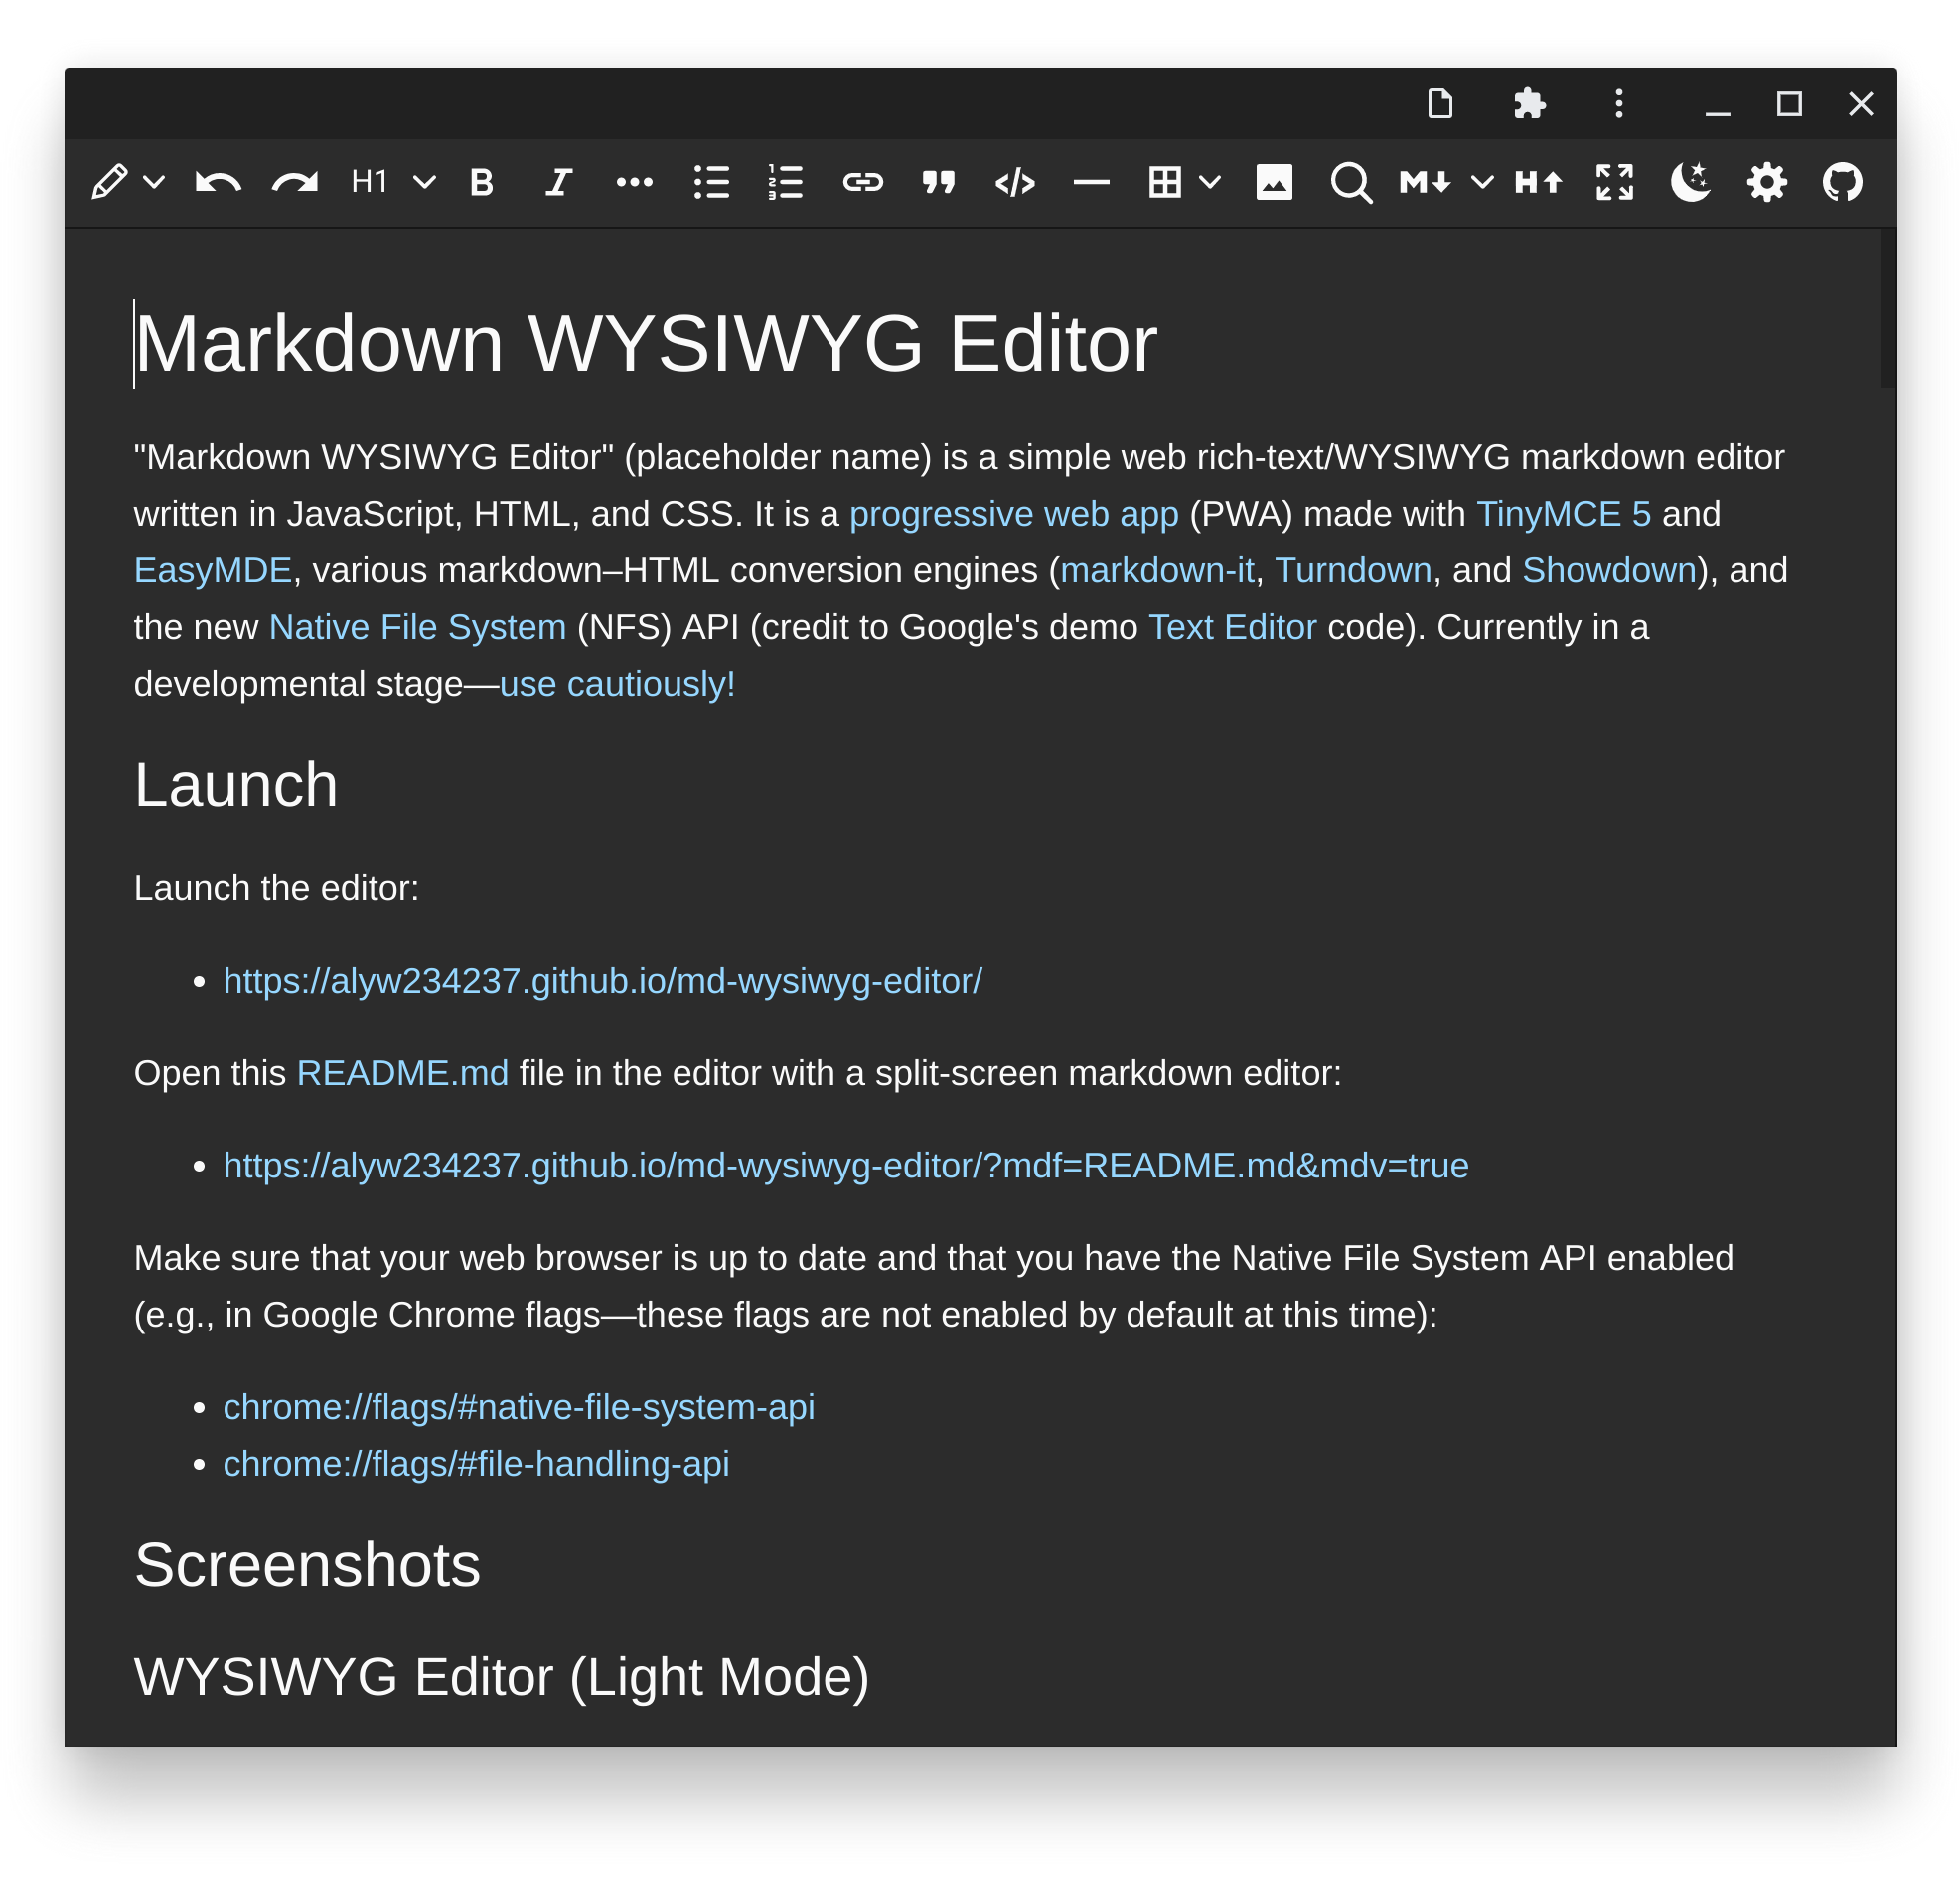 H1
B
I
M
H
Markdown WYSIWYG Editor
"Markdown WYSIWYG Editor" (placeholder name) is a simple web rich-text/WYSIWYG markdown editor
written in JavaScript, HTML, and CSS. It is a progressive web app (PWA) made with TinyMCE 5 and
EasyMDE, various markdown–HTML conversion engines (markdown-it, Turndown, and Showdown), and
the new Native File System (NFS) API (credit to Google's demo Text Editor code). Currently in a
developmental stage—use cautiously!
Launch
Launch the editor:
• https://alyw234237.github.io/md-wysiwyg-editor/
Open this README.md file in the editor with a split-screen markdown editor:
• https://alyw234237.github.io/md-wysiwyg-editor/?mdf=README.md&mdv=true
Make sure that your web browser is up to date and that you have the Native File System API enabled
(e.g., in Google Chrome flags—these flags are not enabled by default at this time):
• chrome://flags/#native-file-system-api
• chrome://flags/#file-handling-api
Screenshots
WYSIWYG Editor (Light Mode)